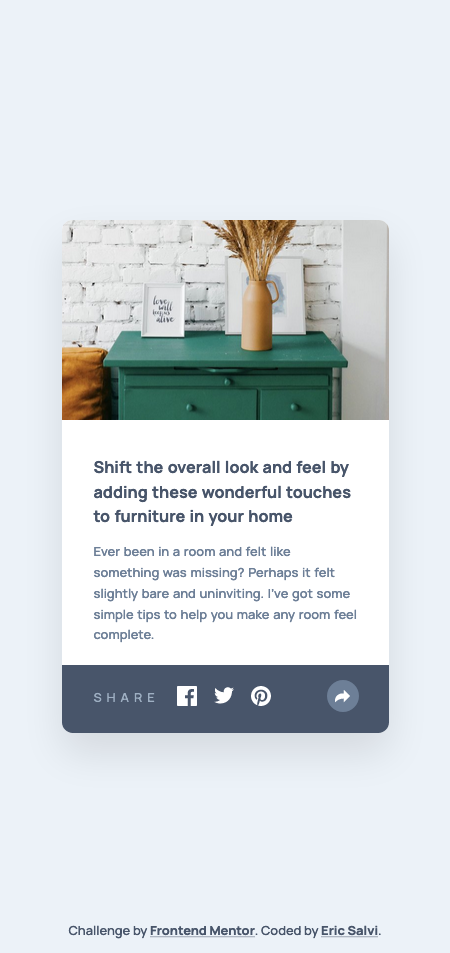 love
will
keep us
alive
Shift the overall look and feel by
adding these wonderful touches
to furniture in your home
Ever been in a room and felt like
something was missing? Perhaps it felt
slightly bare and uninviting. I've got some
simple tips to help you make any room feel
complete.
SHARE
Challenge by Frontend Mentor. Coded by Eric Salvi.